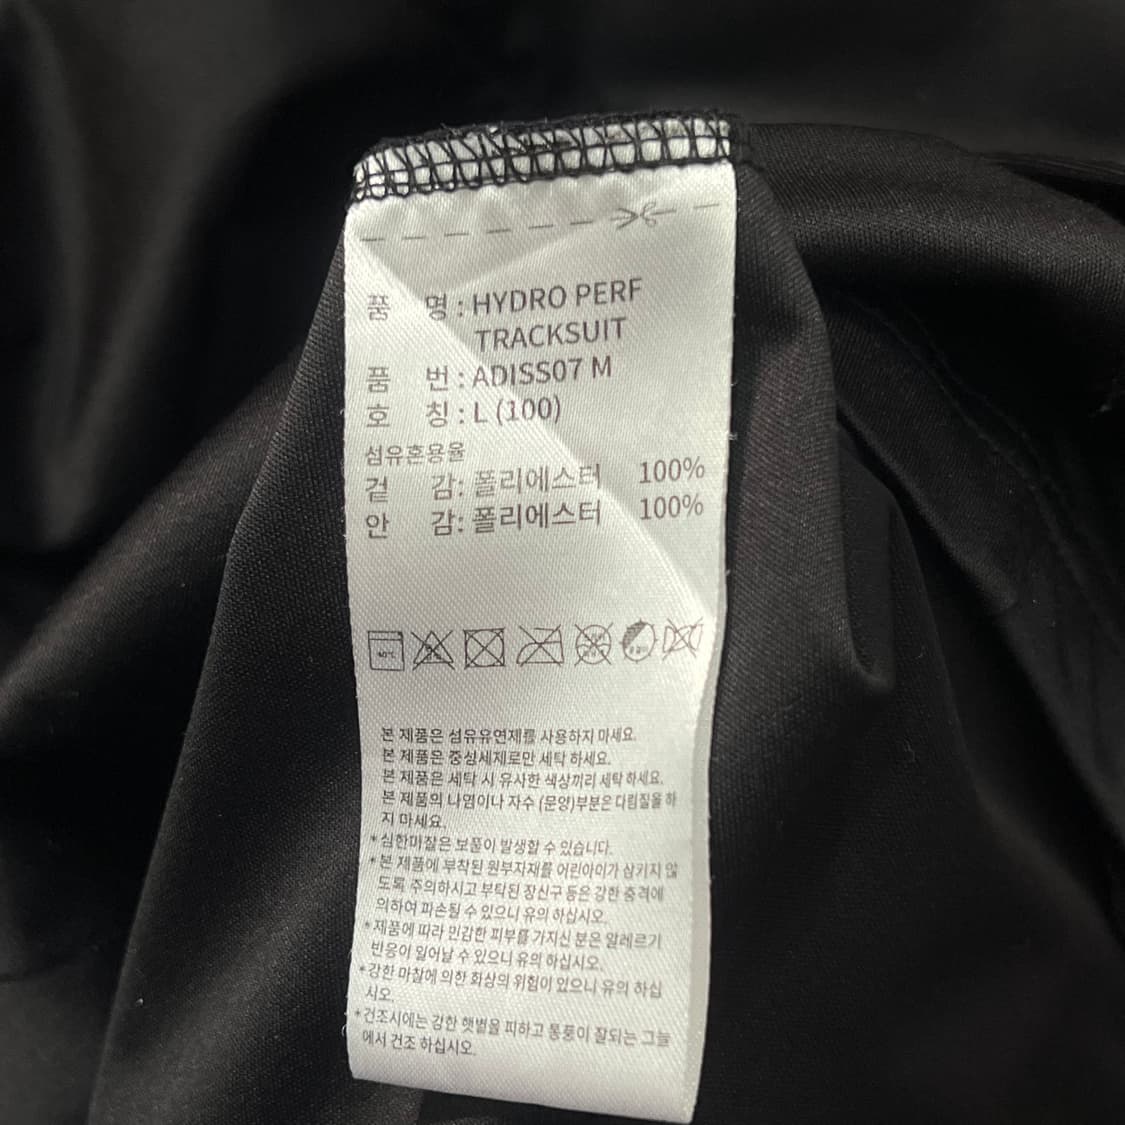 품 명 : HYDRO PERF
TRACKSUIT
품 번 : ADISS07 M
호 칭 : L (100)
섬유혼용율
겉 감: 폴리에스터 100%
안 감: 폴리에스터 100%
본 제품은 섬유유연제를 사용하지 마세요.
본 제품은 중성세제로만 세탁 하세요.
본 제품은 세탁 시 유사한 색상끼리 세탁 하세요.
본 제품의 나염이나 자수 (문양)부분은 다림질을 하
지 마세요.
*심한마찰은 보풀이 발생할 수 있습니다.
*본 제품에 부착된 원부자재를 어린아이가 삼키지 않
도록 주의하시고 부탁된 장신구 등은 강한 충격에
의하여 파손될 수 있으니 유의 하십시오.
*제품에 따라 민감한 피부를 가지신 분은 알레르기
반응이 일어날 수 있으니 유의 하십시오.
*강한 마찰에 의한 화상의 위험이 있으니 유의 하십
시오.
*건조시에는 강한 햇볕을 피하고 통풍이 잘되는 그늘
에서 건조 하십시오.